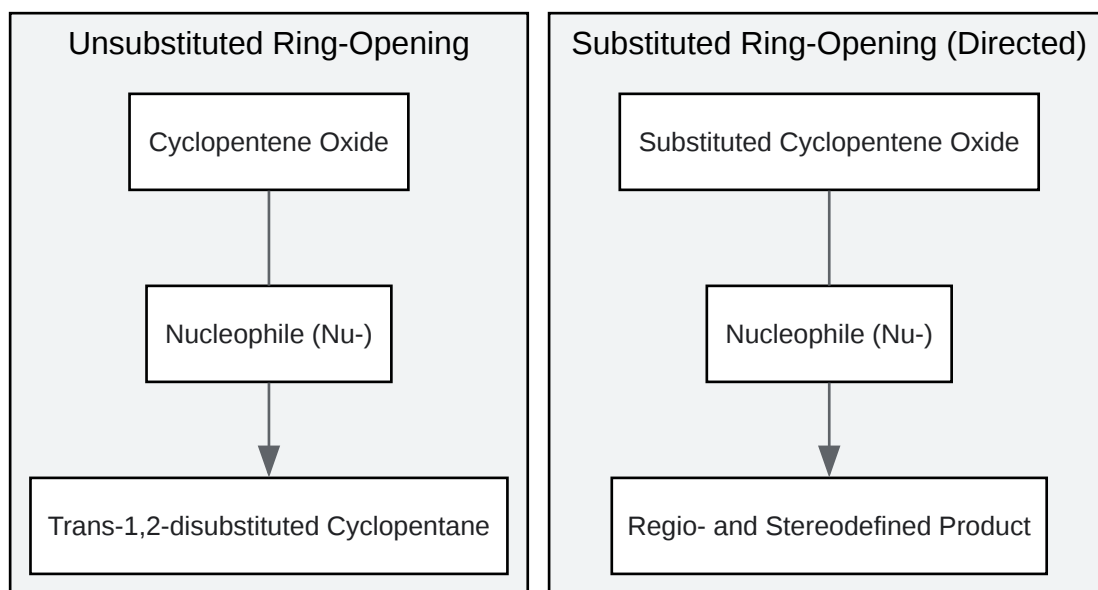 Unsubstituted Ring-Opening
Cyclopentene Oxide
Nucleophile (Nu-)
Trans-1,2-disubstituted Cyclopentane
Substituted Ring-Opening (Directed)
Substituted Cyclopentene Oxide
Nucleophile (Nu-)
Regio- and Stereodefined Product